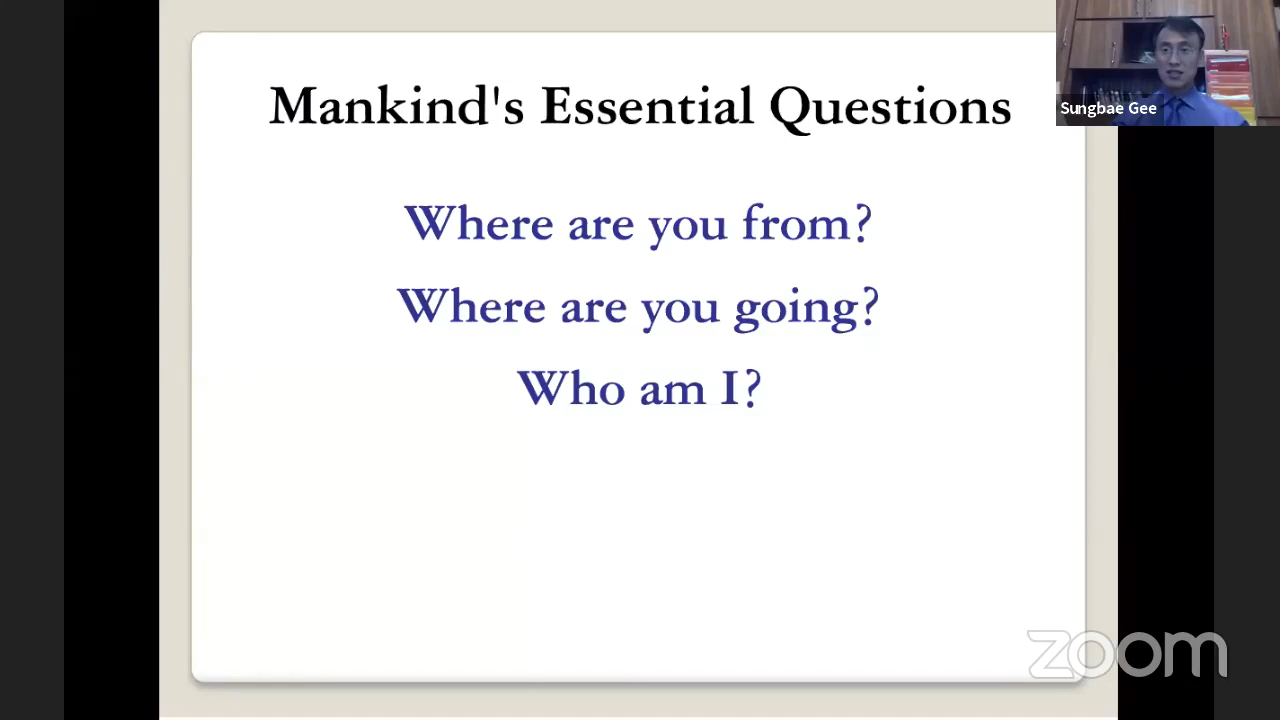 Mankind's Essential Questions
Sungbae Gee
Where are you from?
Where are you going?
Who am I?
zoom